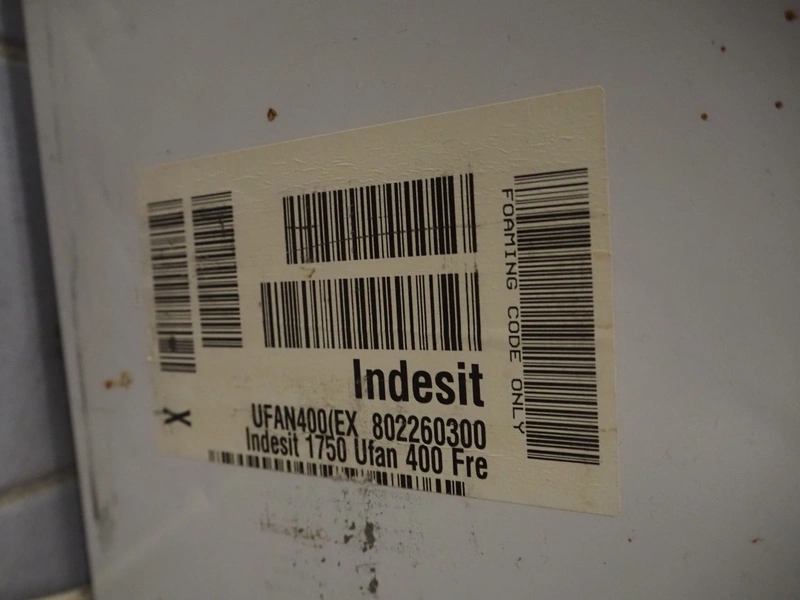 FOAMING CODE ONLY
Indesit
UFAN400(EX 802260300
Indesit 1750 Ufan 400 Fre
X